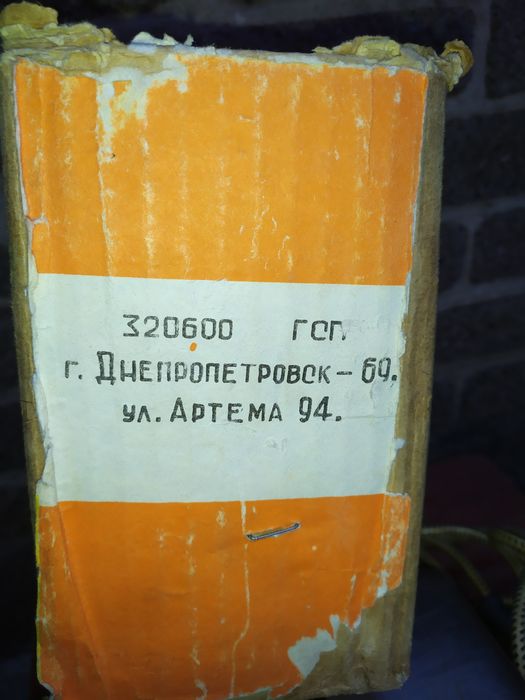 320600 ГСП
г. ДНЕПРОПЕТРОВСК - 69.
ул. АРТЕМА 94.